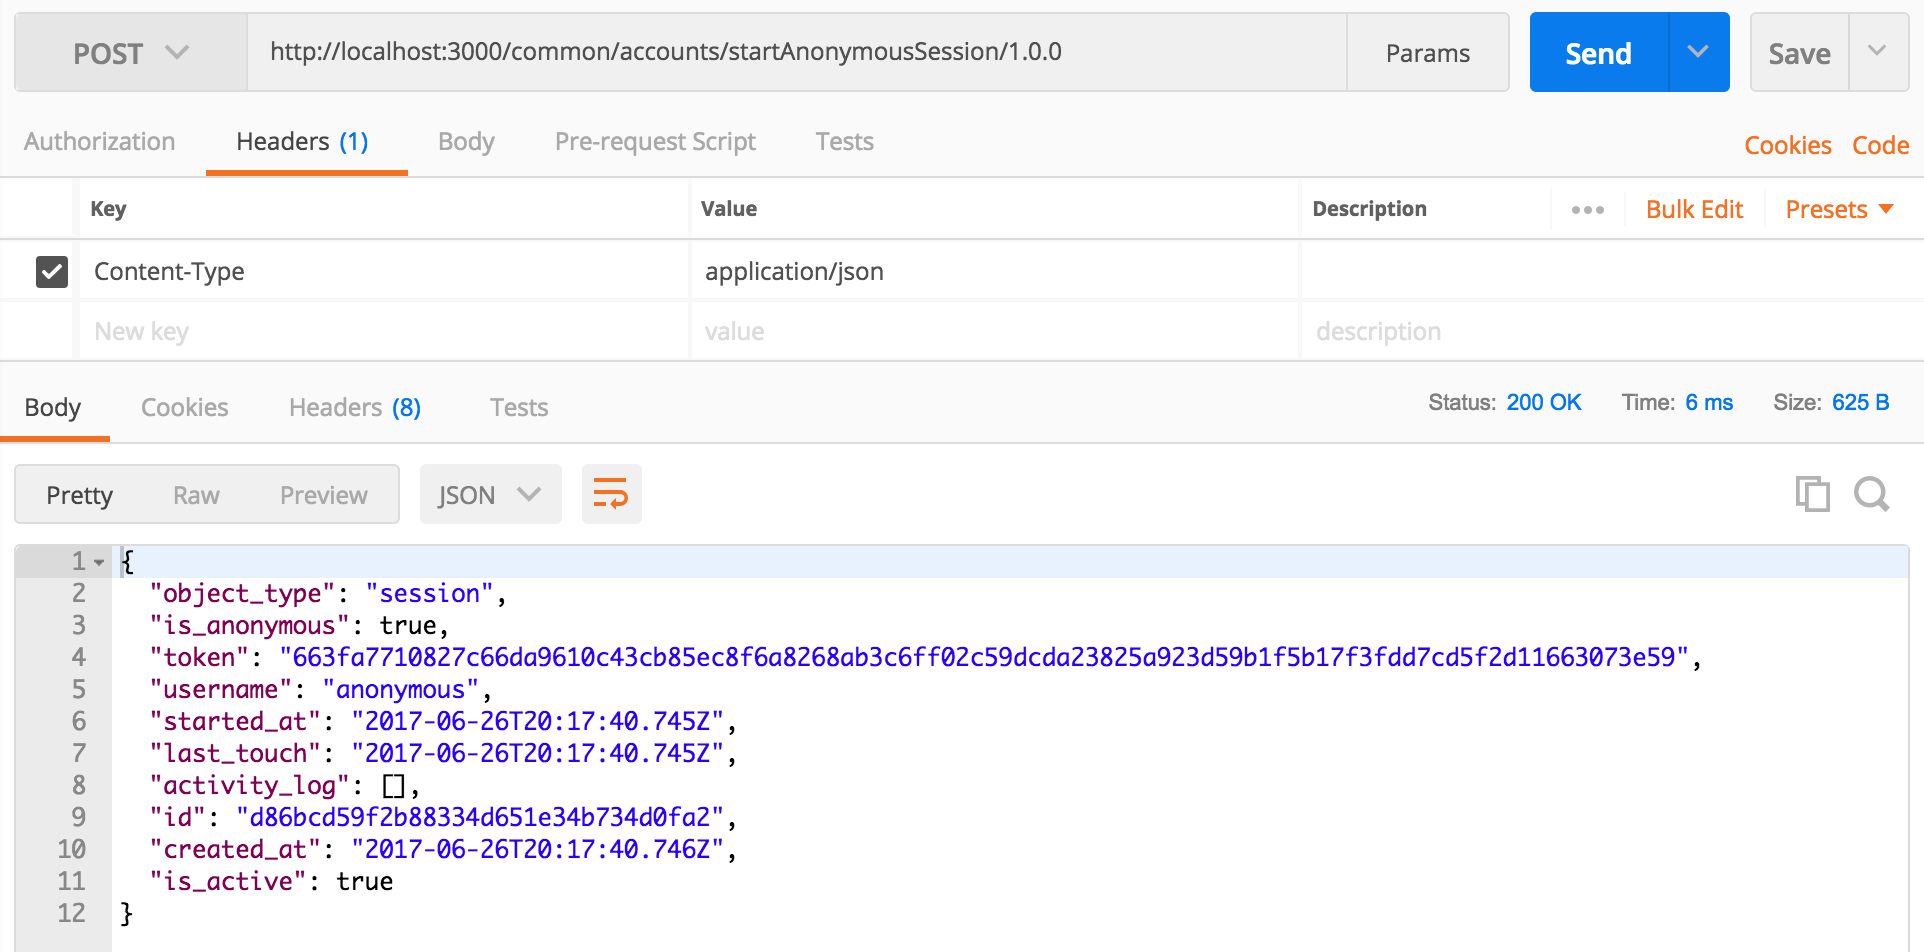 POST http://localhost:3000/common/accounts/startAnonymousSession/1.0.0 Params Send Save
Authorization Headers (1) Body Pre-request Script Tests Cookies Code
Key Value Description ••• Bulk Edit Presets
Content-Type application/json
New key value description
Body Cookies Headers (8) Tests Status: 200 OK Time: 6 ms Size: 625 B
Pretty Raw Preview JSON
1 {
2 "object_type": "session",
3 "is_anonymous": true,
4 "token": "663fa7710827c66da9610c43cb85ec8f6a8268ab3c6ff02c59dcda23825a923d59b1f5b17f3fdd7cd5f2d11663073e59",
5 "username": "anonymous",
6 "started_at": "2017-06-26T20:17:40.745Z",
7 "last_touch": "2017-06-26T20:17:40.745Z",
8 "activity_log": [],
9 "id": "d86bcd59f2b88334d651e34b734d0fa2",
10 "created_at": "2017-06-26T20:17:40.746Z",
11 "is_active": true
12 }